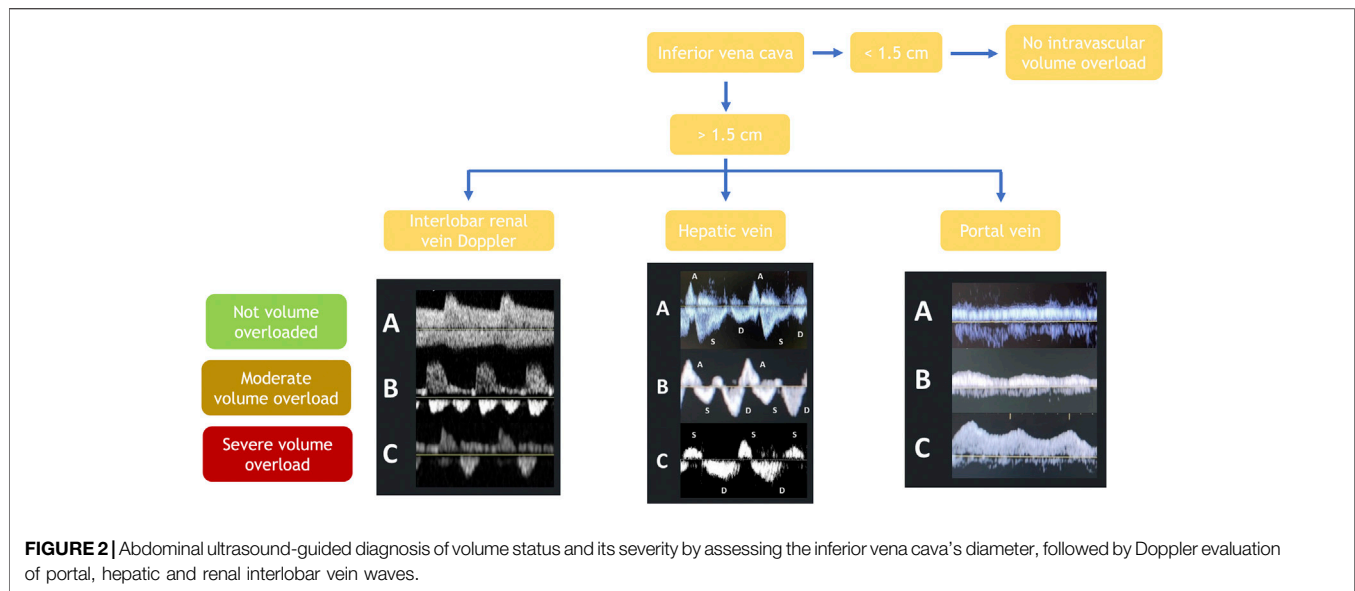 Inferior vena cava
< 1.5 cm
No intravascular
volume overload
> 1.5 cm
Interlobar renal
vein Doppler
Hepatic vein
Portal vein
Not volume
overloaded
Moderate
volume overload
Severe volume
overload
A
B
C
A
A
A
S
D
S
D
B
A
A
S
D
S
D
C
S
S
S
D
D
A
B
C
FIGURE 2 | Abdominal ultrasound-guided diagnosis of volume status and its severity by assessing the inferior vena cava's diameter, followed by Doppler evaluation
of portal, hepatic and renal interlobar vein waves.